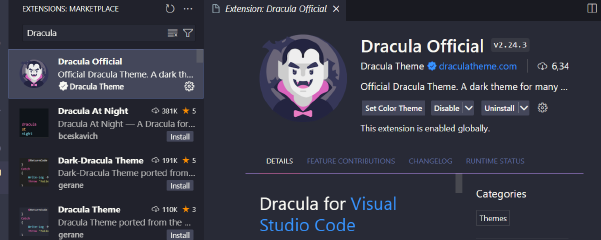 EXTENSIONS: MARKETPLACE
Dracula
Dracula Official
Official Dracula Theme. A dark th...
Dracula Theme
Dracula At Night 381K ★ 5
Dracula At Night — A Dracula for...
bceskavich Install
Dark-Dracula Theme 191K ★ 5
Dark-Dracula Theme ported from...
gerane Install
Dracula Theme 110K ★ 3
Dracula Theme ported from...
gerane Install
Extension: Dracula Official
Dracula Official v2.24.3
Dracula Theme draculatheme.com 6,34
Official Dracula Theme. A dark theme for many ...
Set Color Theme Disable Uninstall
This extension is enabled globally.
DETAILS FEATURE CONTRIBUTIONS CHANGELOG RUNTIME STATUS
Dracula for Visual
Studio Code
Categories
Themes